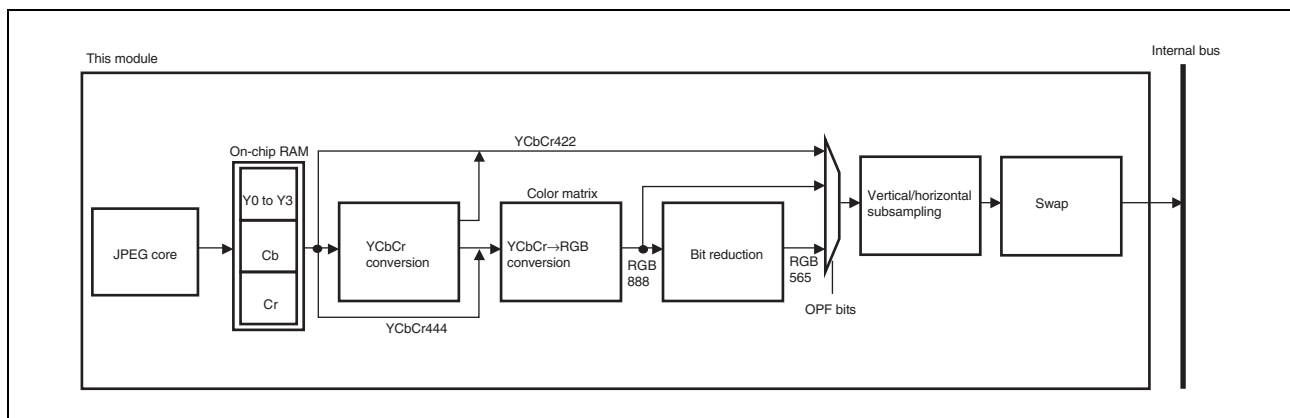 This module
Internal bus
YCbCr422
On-chip RAM
Color matrix
Y0 to Y3
Cb
Cr
JPEG core
YCbCr
conversion
YCbCr→RGB
conversion
RGB
888
Bit reduction
RGB
565
Vertical/horizontal
subsampling
Swap
OPF bits
YCbCr444